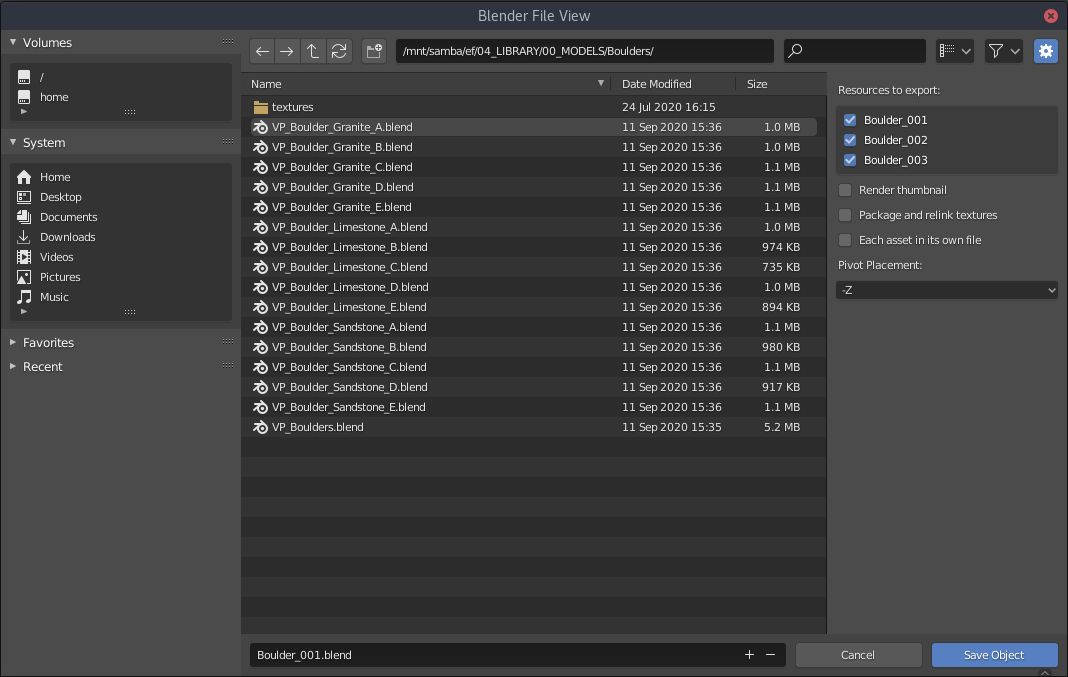 Blender File View
Volumes
/
home
System
Home
Desktop
Documents
Downloads
Videos
Pictures
Music
Favorites
Recent
/mnt/samba/ef/04_LIBRARY/00_MODELS/Boulders/
Name Date Modified Size
textures 24 Jul 2020 16:15
VP_Boulder_Granite_A.blend 11 Sep 2020 15:36 1.0 MB
VP_Boulder_Granite_B.blend 11 Sep 2020 15:36 1.0 MB
VP_Boulder_Granite_C.blend 11 Sep 2020 15:36 1.1 MB
VP_Boulder_Granite_D.blend 11 Sep 2020 15:36 1.1 MB
VP_Boulder_Granite_E.blend 11 Sep 2020 15:36 1.1 MB
VP_Boulder_Limestone_A.blend 11 Sep 2020 15:36 1.0 MB
VP_Boulder_Limestone_B.blend 11 Sep 2020 15:36 974 KB
VP_Boulder_Limestone_C.blend 11 Sep 2020 15:36 735 KB
VP_Boulder_Limestone_D.blend 11 Sep 2020 15:36 1.0 MB
VP_Boulder_Limestone_E.blend 11 Sep 2020 15:36 894 KB
VP_Boulder_Sandstone_A.blend 11 Sep 2020 15:36 1.1 MB
VP_Boulder_Sandstone_B.blend 11 Sep 2020 15:36 980 KB
VP_Boulder_Sandstone_C.blend 11 Sep 2020 15:36 1.1 MB
VP_Boulder_Sandstone_D.blend 11 Sep 2020 15:36 917 KB
VP_Boulder_Sandstone_E.blend 11 Sep 2020 15:36 1.1 MB
VP_Boulders.blend 11 Sep 2020 15:35 5.2 MB
Resources to export:
Boulder_001
Boulder_002
Boulder_003
Render thumbnail
Package and relink textures
Each asset in its own file
Pivot Placement:
-Z
Boulder_001.blend
Cancel
Save Object